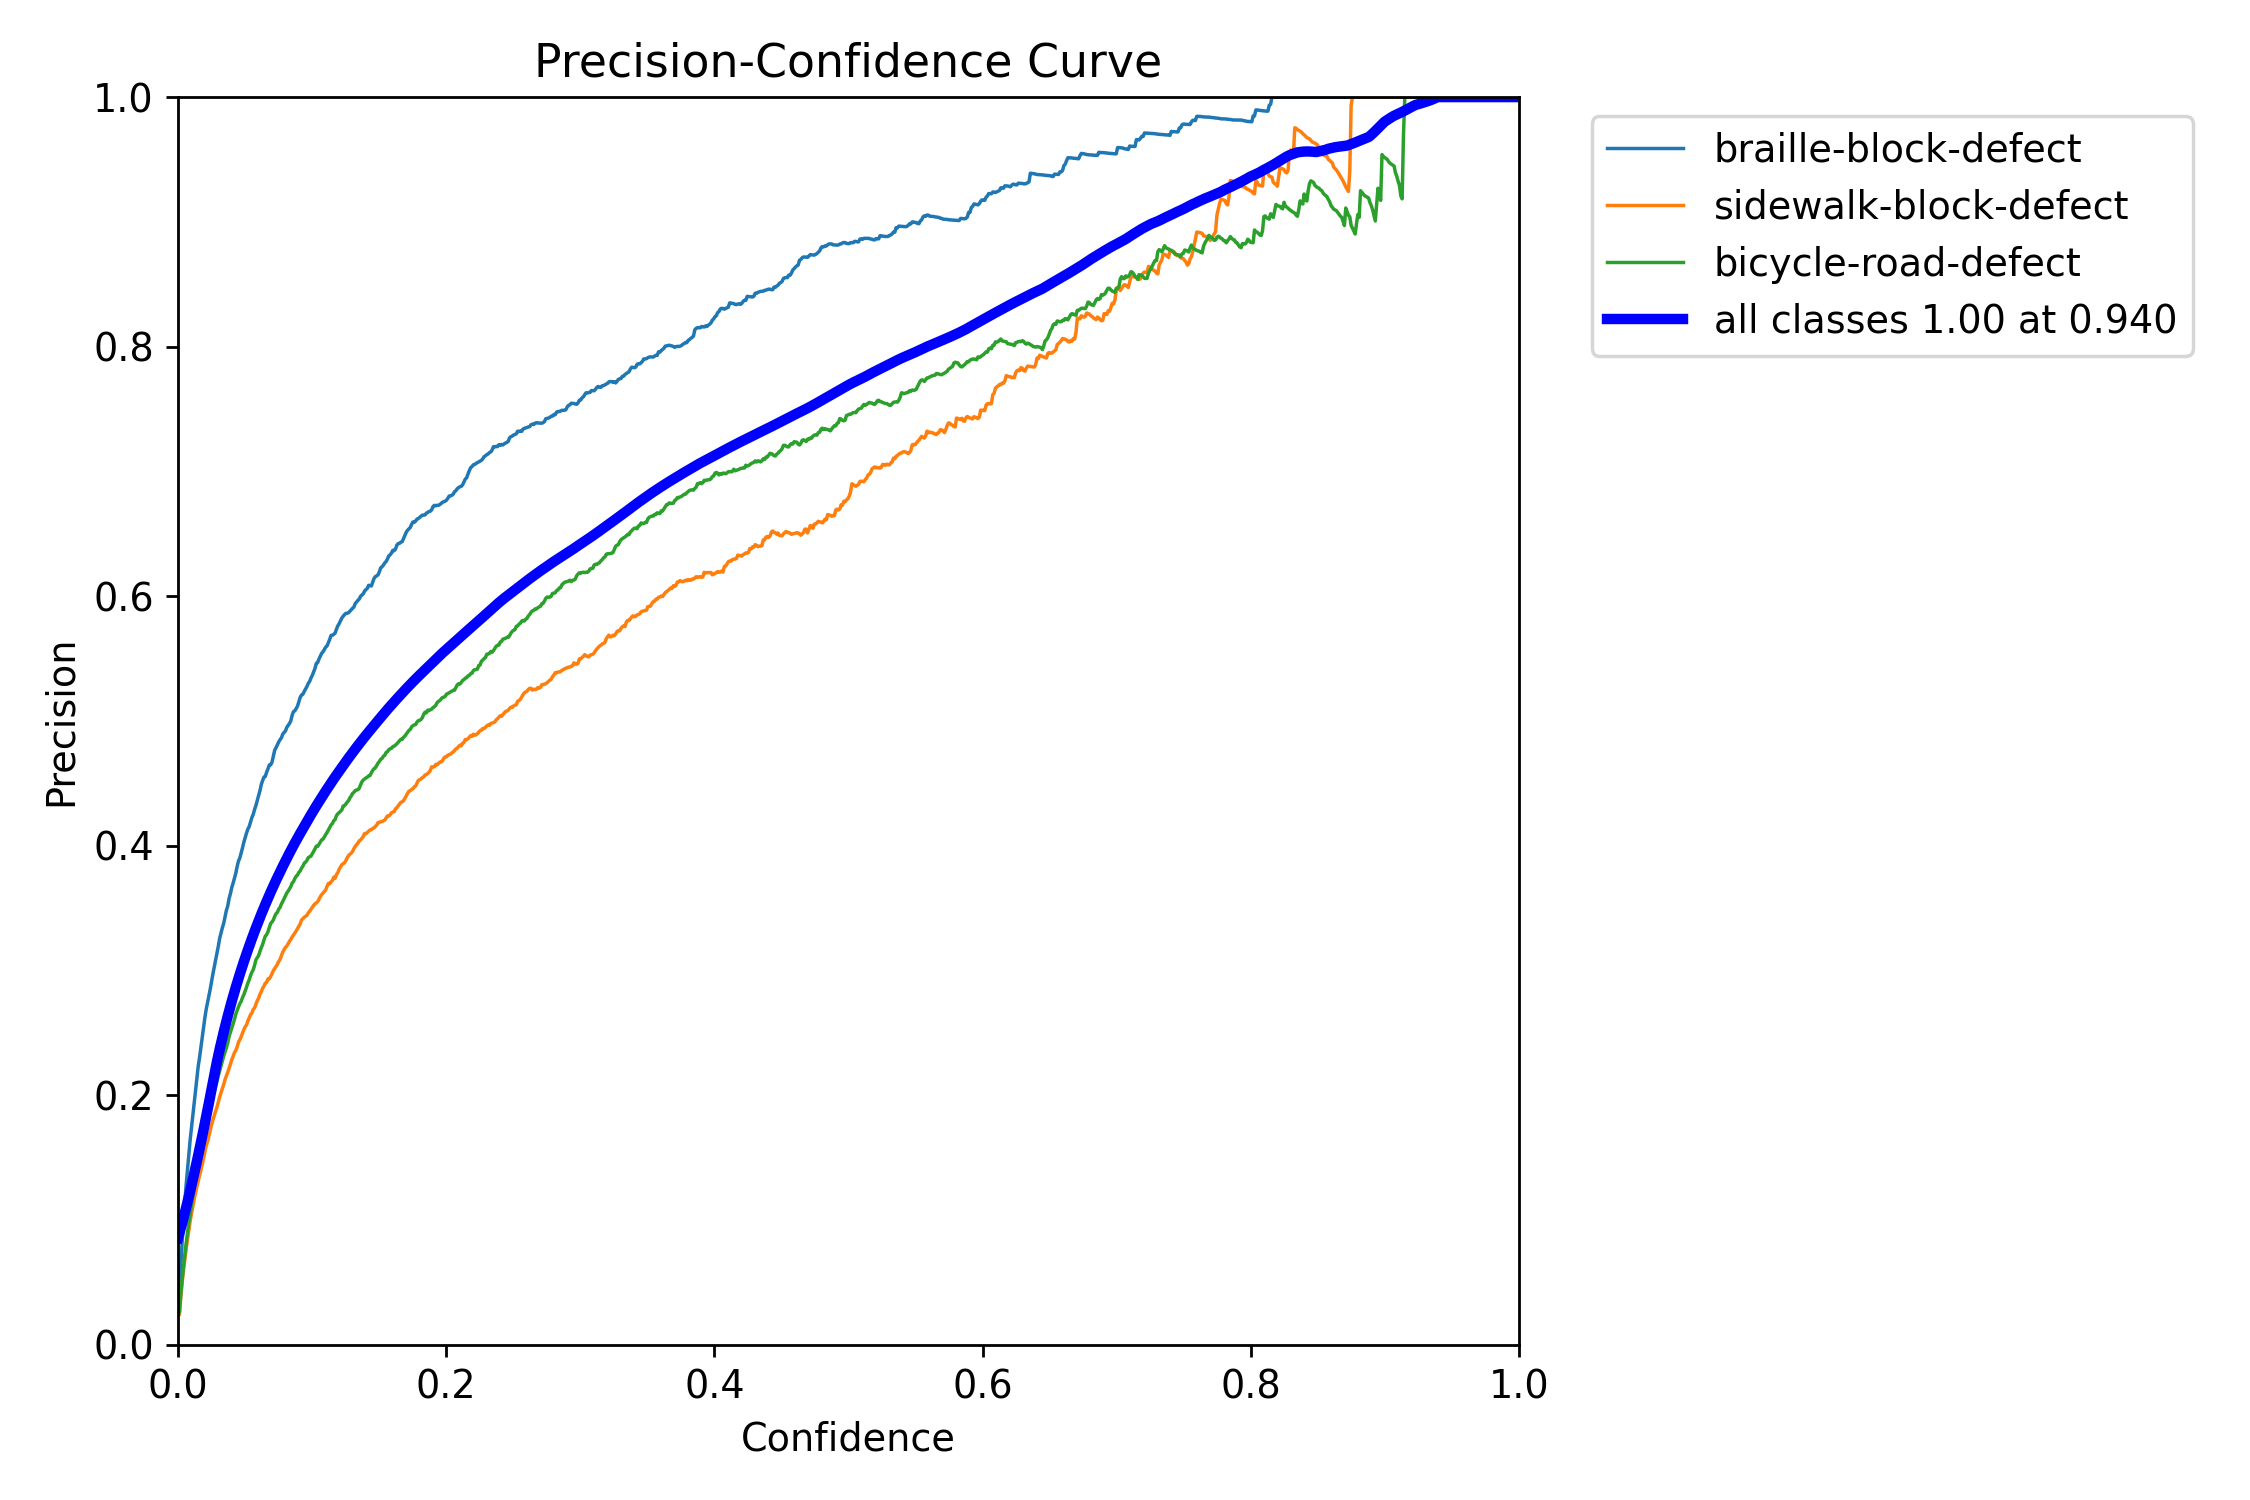 Precision-Confidence Curve
1.0
0.8
0.6
0.4
0.2
0.0
Precision
0.0 0.2 0.4 0.6 0.8 1.0
Confidence
braille-block-defect
sidewalk-block-defect
bicycle-road-defect
all classes 1.00 at 0.940